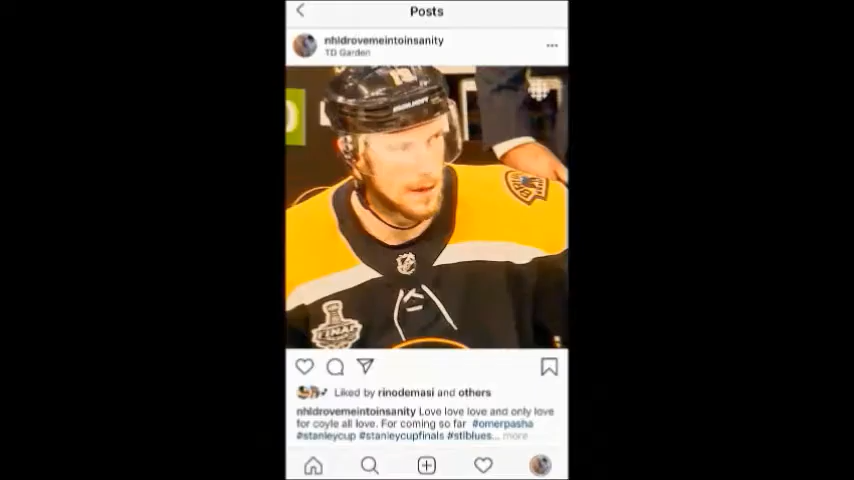 Posts
nhldrovemeintoinsanity
TD Garden
FINAL
Liked by rinodemasi and others
nhldrovemeintoinsanity Love love love and only love
for coyle all love. For coming so far #omerpasha
#stanleycup #stanleycupfinals #stlblues... more